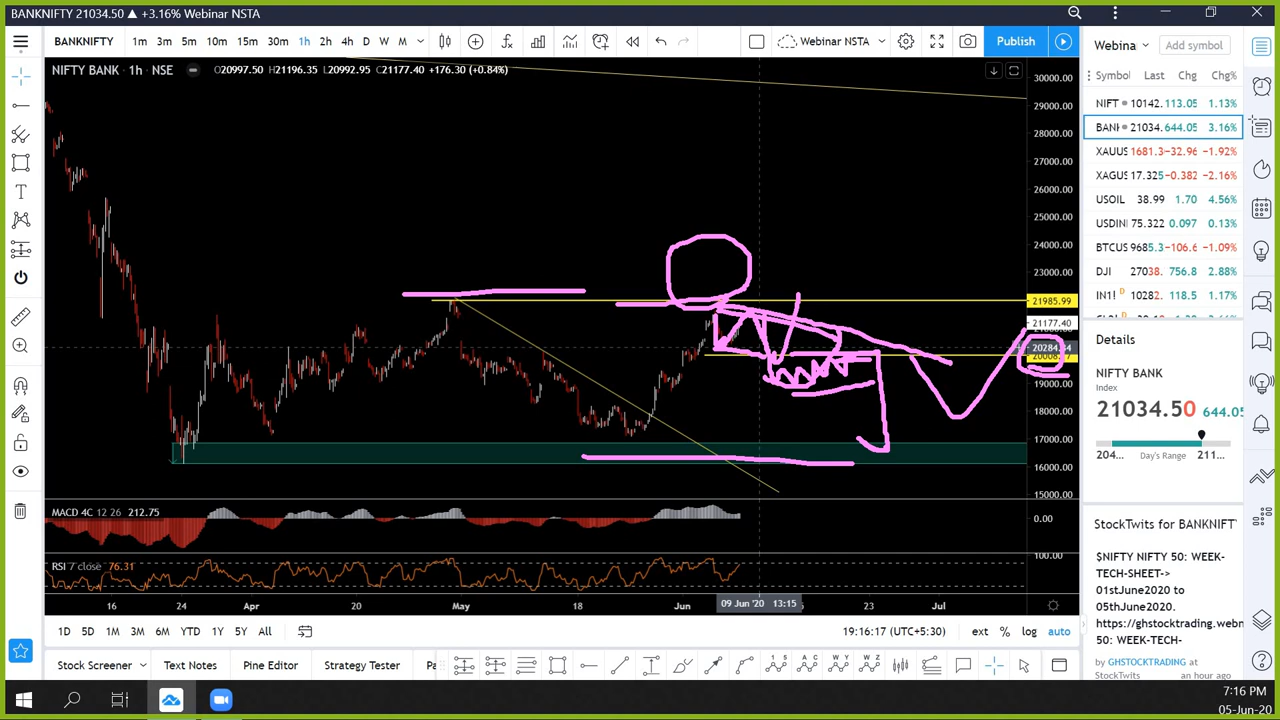 BANKNIFTY 21034.50 ▲ +3.16% Webinar NSTA
BANKNIFTY 1m 3m 5m 10m 15m 30m 1h 2h 4h D W M Webinar NSTA Publish
Webina Add symbol
NIFTY BANK · 1h · NSE O20997.50 H21196.35 L20992.95 C21177.40 +176.30 (+0.84%)
Symbol Last Chg Chg%
NIFT 10142. 113.05 1.13%
BANK 21034. 644.05 3.16%
XAUUS 1681.3 -32.96 -1.92%
XAGUS 17.325 -0.382 -2.16%
USOIL 38.99 1.70 4.56%
USDIN 75.322 0.097 0.13%
BTCUS 9685.3 -106.6 -1.09%
DJI 27038. 756.8 2.88%
IN1! D 10282. 118.5 1.17%
30000.00
29000.00
28000.00
27000.00
26000.00
25000.00
24000.00
23000.00
21985.99
21177.40
20284.34
19000.00
18000.00
17000.00
16000.00
15000.00
Details
NIFTY BANK
Index
21034.50 644.05
204... Day's Range 211...
StockTwits for BANKNIFTY
$NIFTY NIFTY 50: WEEK-
TECH-SHEET->
01stJune2020 to
05thJune2020.
https://ghstocktrading.webn
50: WEEK-TECH-
by GHSTOCKTRADING an hour ago
StockTwits
MACD 4C 12 26 212.75
0.00
RSI 7 close 76.31
100.00
16 24 Apr 20 May 18 Jun 09 Jun '20 13:15 23 Jul
1D 5D 1M 3M 6M YTD 1Y 5Y All 19:16:17 (UTC+5:30) ext % log auto
Stock Screener Text Notes Pine Editor Strategy Tester Pa
7:16 PM
05-Jun-20